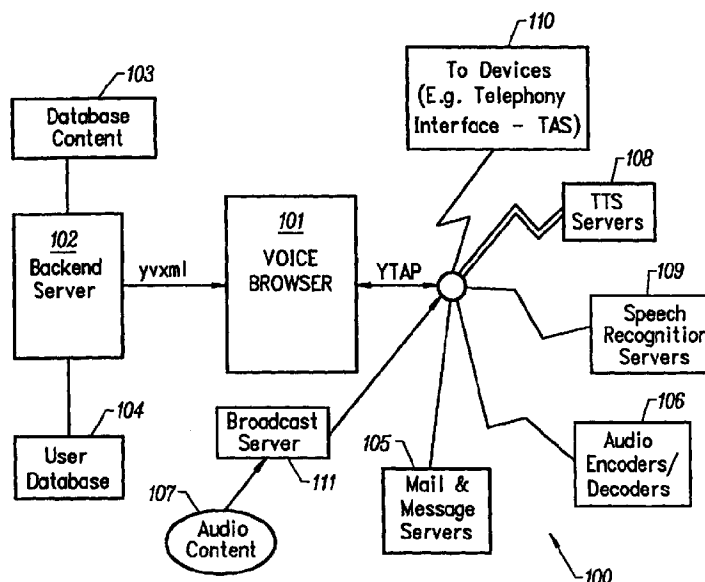 110
To Devices
(E.g. Telephony
Interface - TAS)
103
Database
Content
108
TTS
Servers
102
Backend
Server
yvxml
101
VOICE
BROWSER
YTAP
109
Speech
Recognition
Servers
104
User
Database
Broadcast
Server
111
107
Audio
Content
105
Mail &
Message
Servers
106
Audio
Encoders/
Decoders
100